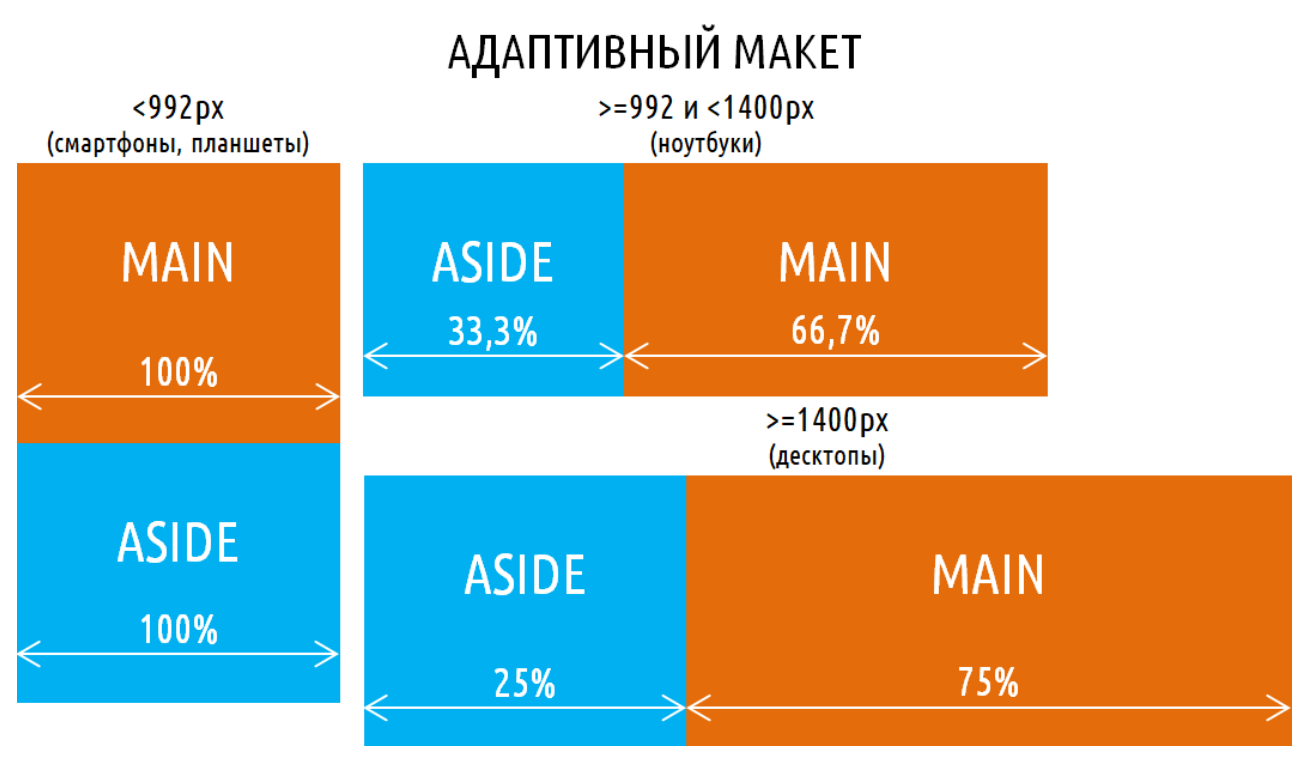 АДАПТИВНЫЙ МАКЕТ
<992px
(смартфоны, планшеты)
MAIN
100%
ASIDE
100%
>=992 и <1400px
(ноутбуки)
ASIDE
33,3%
MAIN
66,7%
>=1400px
(десктопы)
ASIDE
25%
MAIN
75%